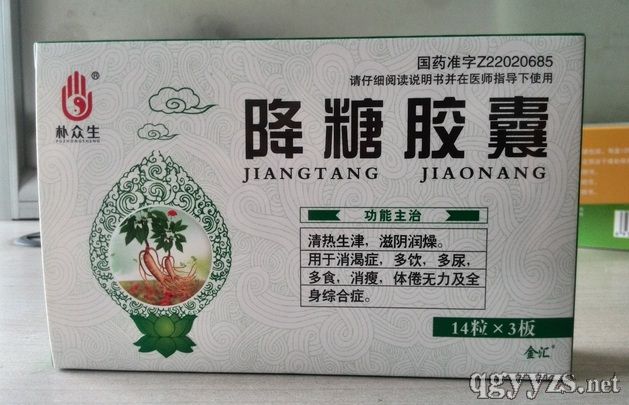 国药准字Z22020685
请仔细阅读说明书并在医师指导下使用
朴众生
PUZHONGSHENG
降糖胶囊
JIANGTANG JIAONANG
功能主治
清热生津，滋阴润燥。
用于消渴症，多饮，多尿，
多食，消瘦，体倦无力及全
身综合症。
14粒×3板
金汇
qgyyzs.net